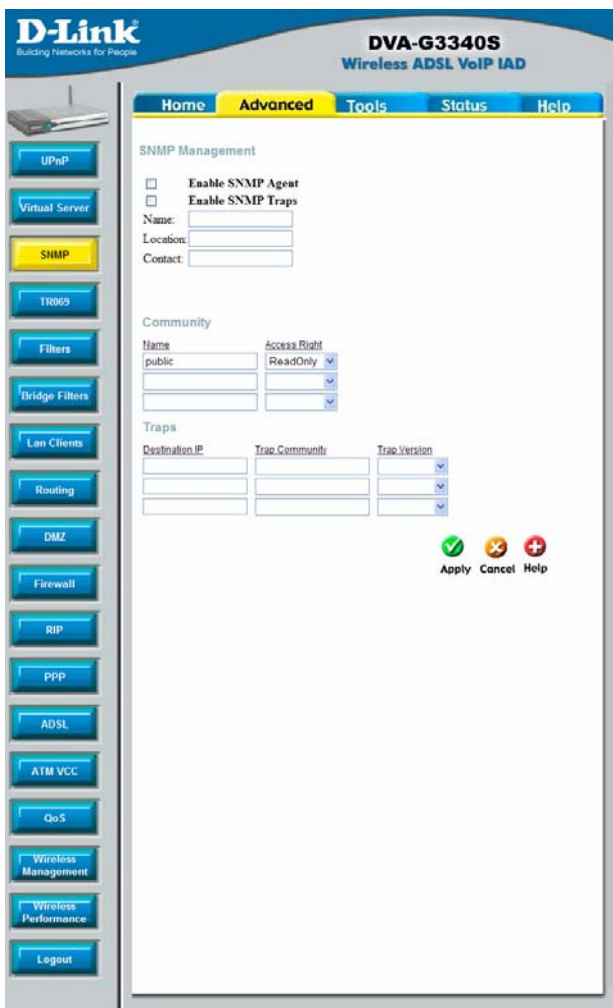 D-Link
Building Networks for People
DVA-G3340S
Wireless ADSL VoIP IAD
Home Advanced Tools Status Help
UPnP
Virtual Server
SNMP
TR069
Filters
Bridge Filters
Lan Clients
Routing
DMZ
Firewall
RIP
PPP
ADSL
ATM VCC
QoS
Wireless
Management
Wireless
Performance
Logout
SNMP Management
Enable SNMP Agent
Enable SNMP Traps
Name:
Location:
Contact:
Community
Name Access Right
public ReadOnly
Traps
Destination IP Trap Community Trap Version
Apply Cancel Help